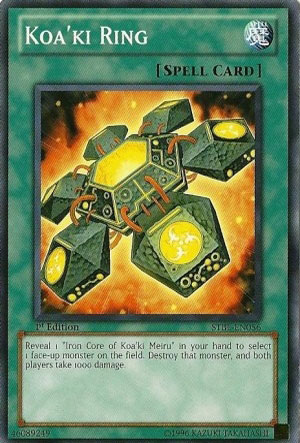 Koa'ki Ring
[Spell Card]
1st Edition
Reveal 1 "Iron Core of Koa'ki Meiru" in your hand to select
1 face-up monster on the field. Destroy that monster, and both
players take 1000 damage.
26089249
©1996 KAZUKI TAKAHASHI